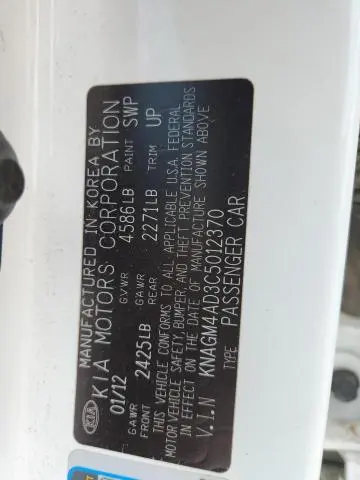 KIA
MANUFACTURED IN KOREA BY
KIA MOTORS CORPORATION
01/12 GVWR 4586LB PAINT SWP
GAWR FRONT 2425LB GAWR REAR 2271LB TRIM UP
THIS VEHICLE CONFORMS TO ALL APPLICABLE U.S.A. FEDERAL
MOTOR VEHICLE SAFETY, BUMPER, AND THEFT PREVENTION STANDARDS
IN EFFECT ON THE DATE OF MANUFACTURE SHOWN ABOVE
V.I.N KNAGM4AD3C5012370
TYPE PASSENGER CAR